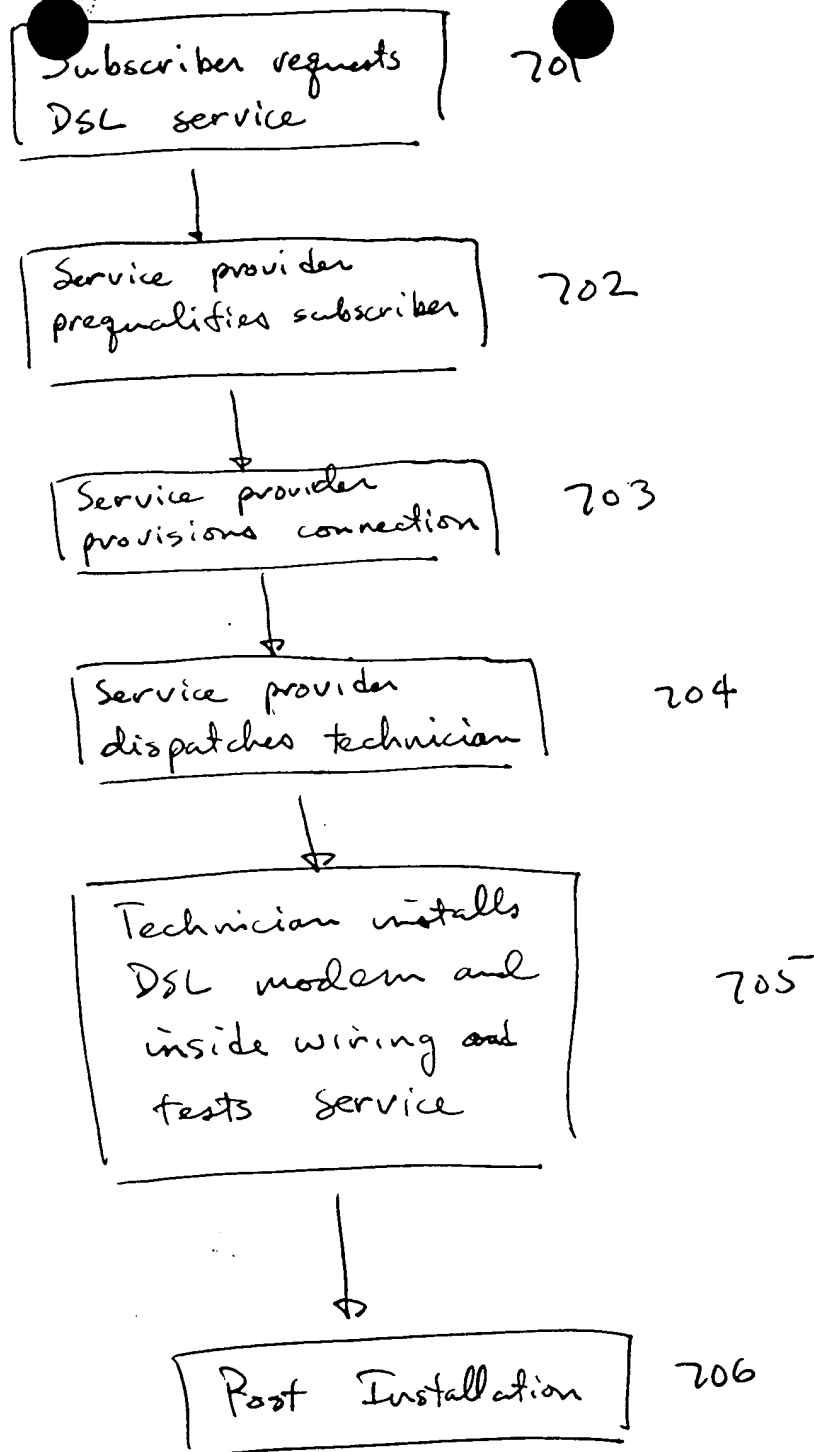 Subscriber requests
DSL service
701
Service provider
prequalifies subscriber
702
Service provider
provisions connection
703
Service provider
dispatches technician
704
Technician installs
DSL modem and
inside wiring and
tests service
705
Post Installation
706